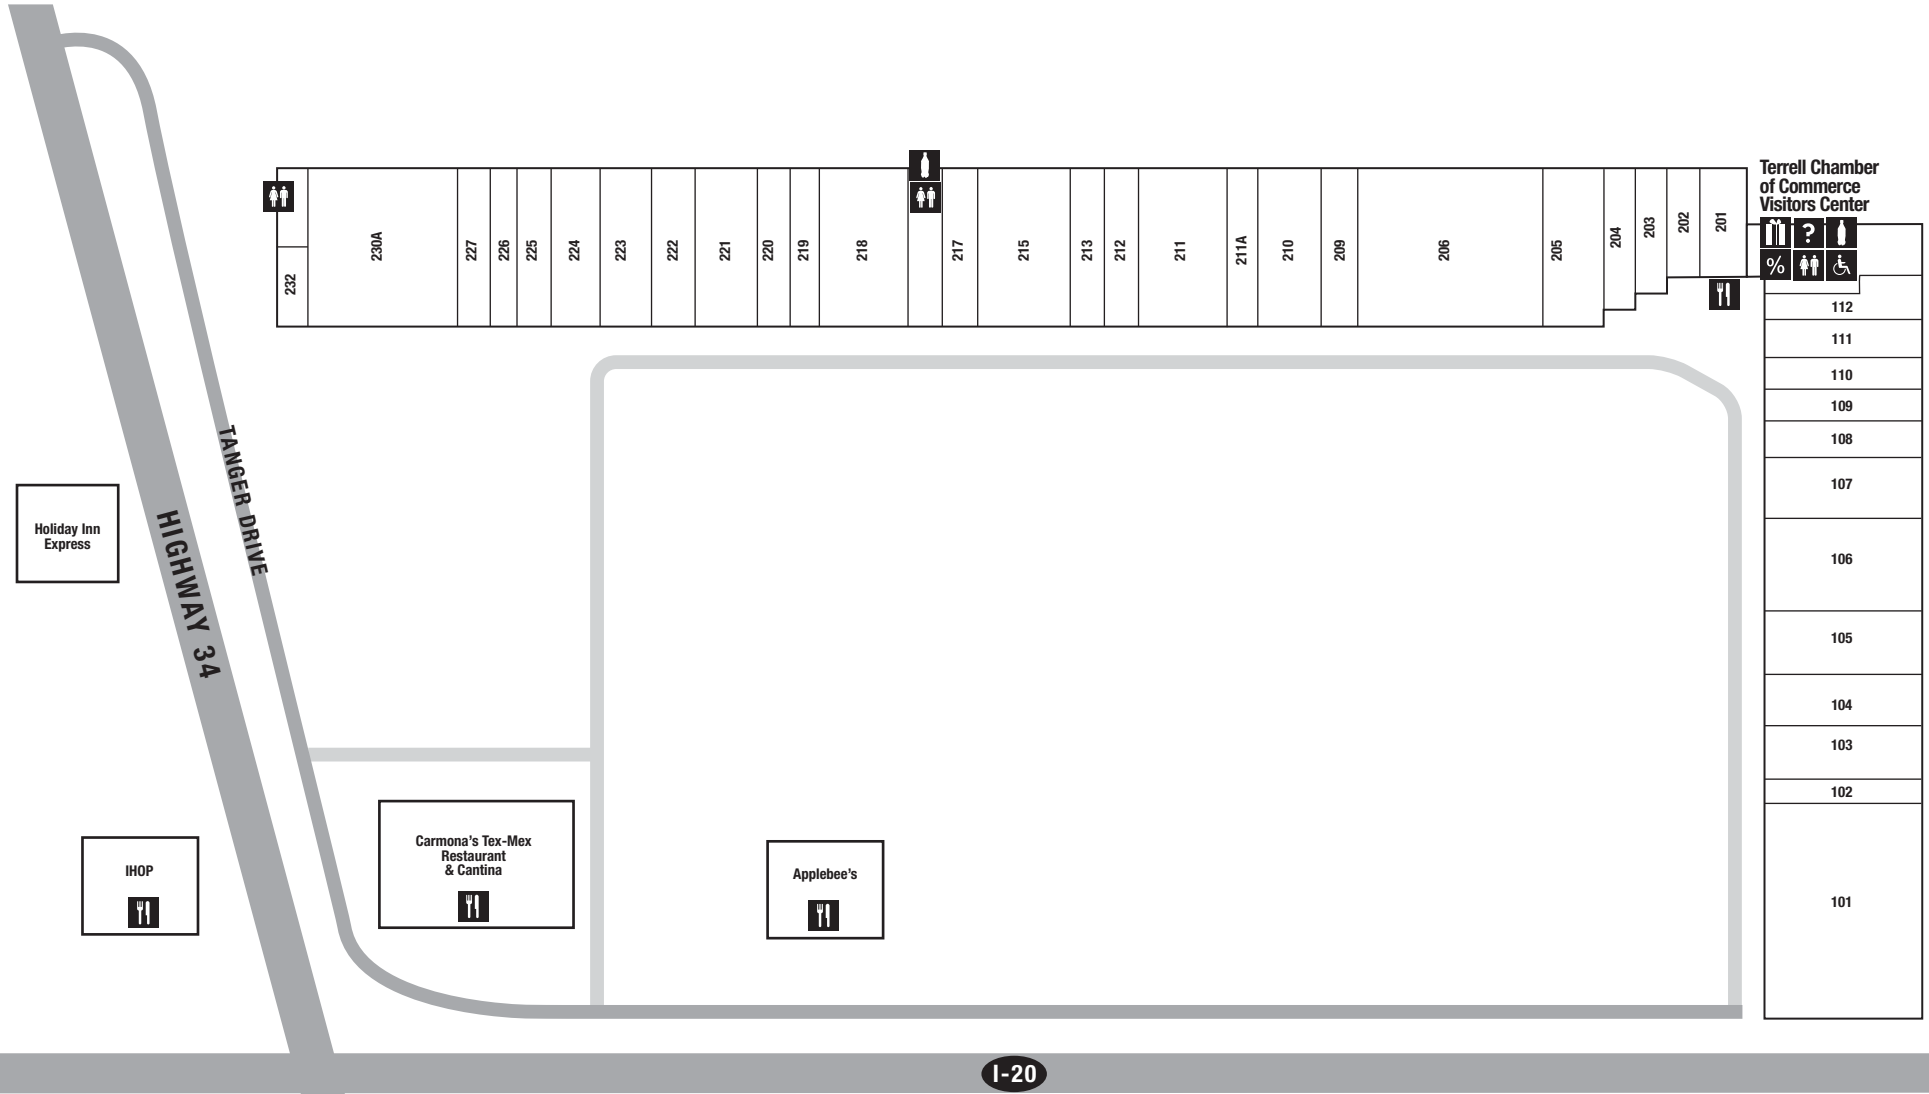 Terrell Chamber
of Commerce
Visitors Center
?
%
230A
227
226
225
224
223
222
221
220
219
218
217
215
213
212
211
211A
210
209
206
205
204
203
202
201
232
112
111
110
109
108
107
106
105
104
103
102
101
TANGER DRIVE
HIGHWAY 34
Holiday Inn
Express
IHOP
Carmona's Tex-Mex
Restaurant
& Cantina
Applebee's
I-20